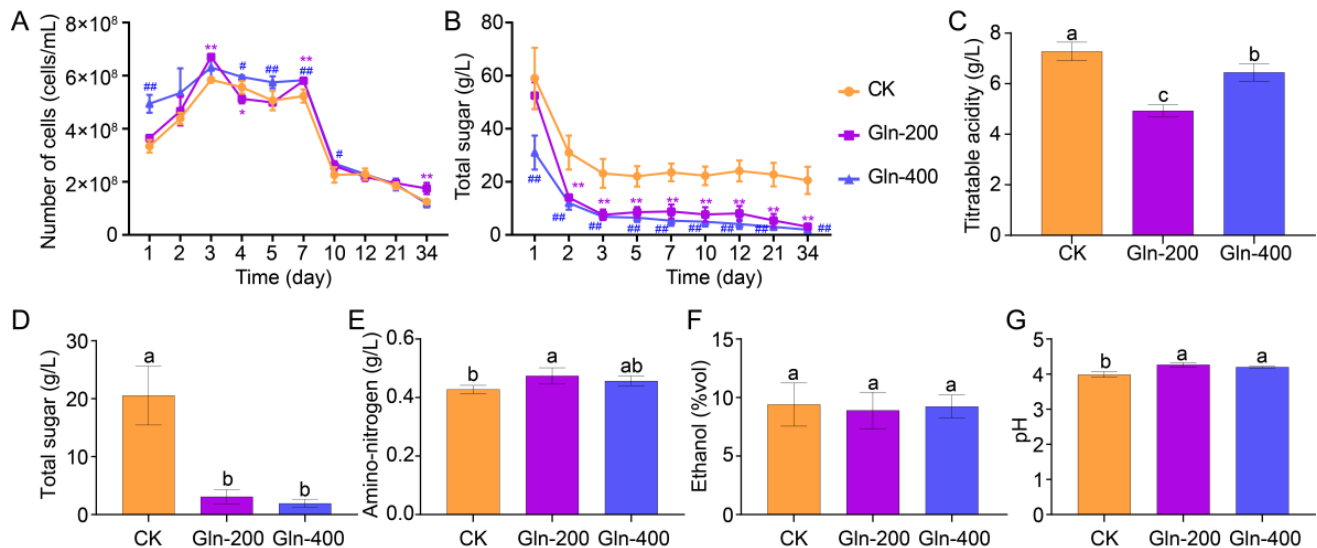 A
Number of cells (cells/mL)
8×10⁸
6×10⁸
4×10⁸
2×10⁸
0
##
**
#
*
##
**
##
#
**
1 2 3 4 5 7 10 12 21 34
Time (day)
B
Total sugar (g/L)
80
60
40
20
0
##
**
##
**
##
**
##
**
##
**
##
**
##
**
##
**
##
1 2 3 5 7 10 12 21 34
Time (day)
CK
Gln-200
Gln-400
C
Titratable acidity (g/L)
8
6
4
2
0
a
c
b
CK Gln-200 Gln-400
D
Total sugar (g/L)
30
20
10
0
a
b
b
CK Gln-200 Gln-400
E
Amino-nitrogen (g/L)
0.6
0.4
0.2
0.0
b
a
ab
CK Gln-200 Gln-400
F
Ethanol (%vol)
15
10
5
0
a
a
a
CK Gln-200 Gln-400
G
pH
5
4
3
2
1
0
b
a
a
CK Gln-200 Gln-400